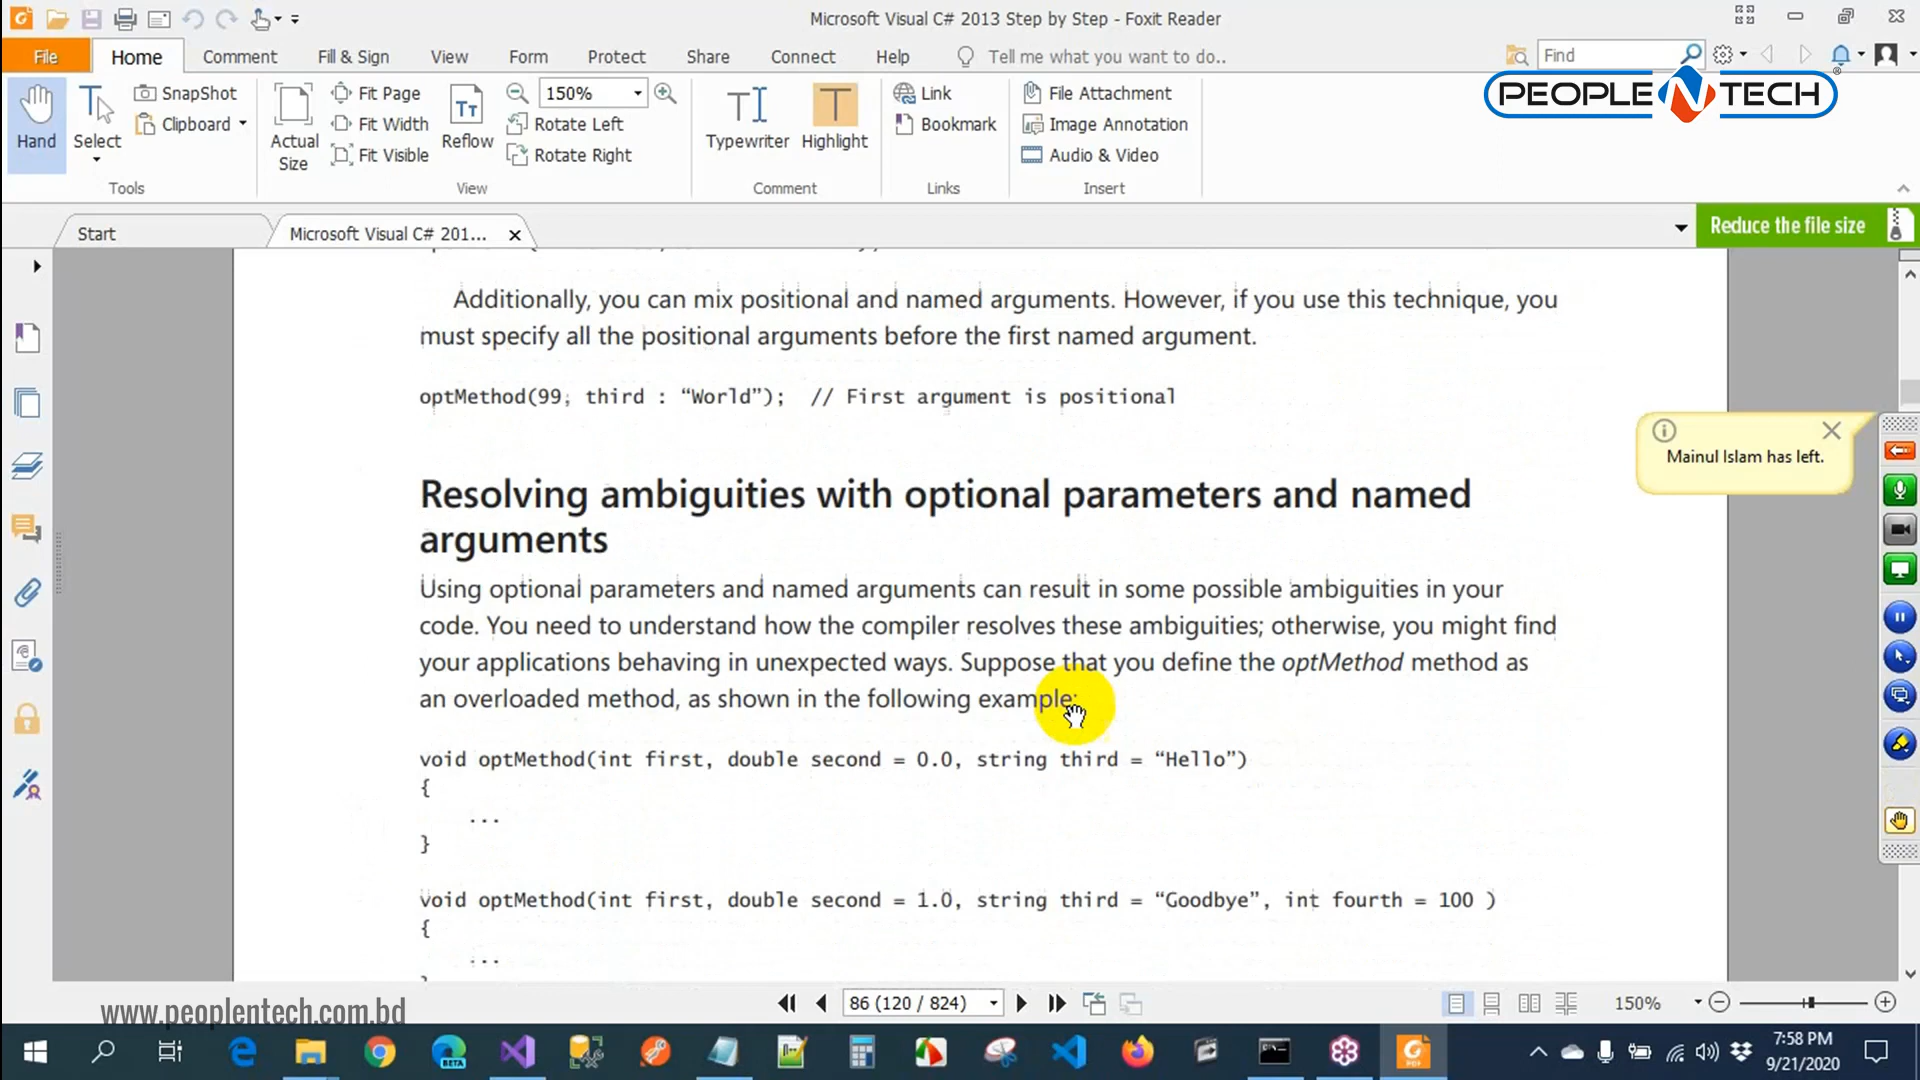 Microsoft Visual C# 2013 Step by Step - Foxit Reader
File Home Comment Fill & Sign View Form Protect Share Connect Help Tell me what you want to do.. Find
PEOPLE N TECH
Hand
Select
SnapShot
Clipboard
Tools
Actual
Size
Fit Page
Fit Width
Fit Visible
Reflow
150%
Rotate Left
Rotate Right
View
Typewriter
Highlight
Comment
Link
Bookmark
Links
File Attachment
Image Annotation
Audio & Video
Insert
Start
Microsoft Visual C# 201...
Reduce the file size
Additionally, you can mix positional and named arguments. However, if you use this technique, you
must specify all the positional arguments before the first named argument.
optMethod(99, third : “World”); // First argument is positional
Mainul Islam has left.
Resolving ambiguities with optional parameters and named
arguments
Using optional parameters and named arguments can result in some possible ambiguities in your
code. You need to understand how the compiler resolves these ambiguities; otherwise, you might find
your applications behaving in unexpected ways. Suppose that you define the optMethod method as
an overloaded method, as shown in the following example:
void optMethod(int first, double second = 0.0, string third = “Hello”)
{
...
}
void optMethod(int first, double second = 1.0, string third = “Goodbye”, int fourth = 100 )
{
...
www.peoplentech.com.bd
86 (120 / 824)
150%
BETA
7:58 PM
9/21/2020